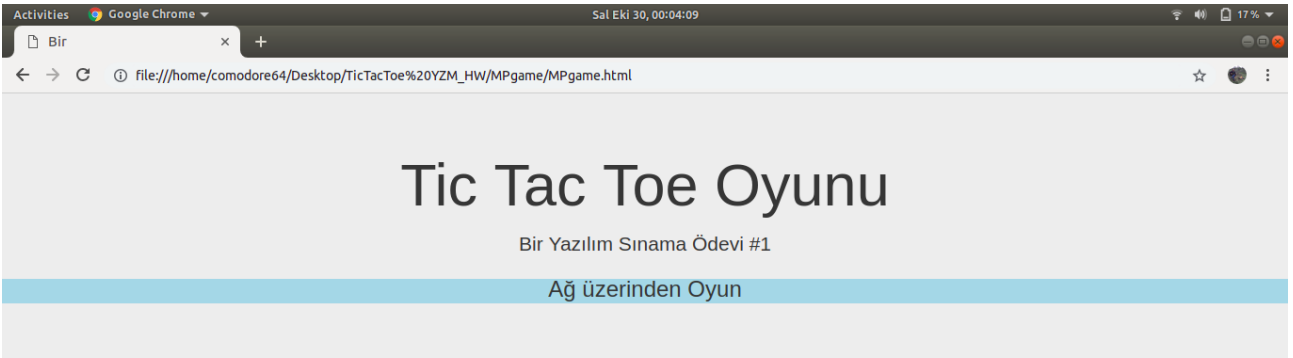 Activities Google Chrome Sal Eki 30, 00:04:09 17 %
Bir
file:///home/comodore64/Desktop/TicTacToe%20YZM_HW/MPgame/MPgame.html
Tic Tac Toe Oyunu
Bir Yazılım Sınama Ödevi #1
Ağ üzerinden Oyun